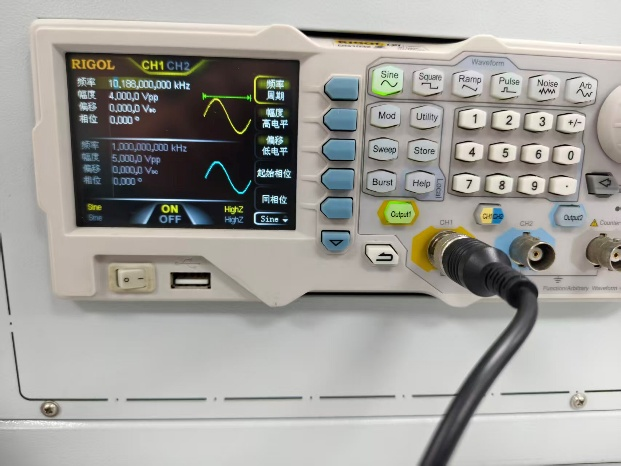 RIGOL CH1 CH2
频率 10.188,000,000 kHz
幅度 4.000,0 Vpp
偏移 0.000,0 VDC
相位 0.000 °
频率 1.000,000,000 kHz
幅度 5.000,0 Vpp
偏移 0.000,0 VDC
相位 0.000 °
Sine ON HighZ
Sine OFF HighZ
频率
周期
幅度
高电平
偏移
低电平
起始相位
同相位
Sine
RIGOL
Waveform
Sine Square Ramp Pulse Noise Arb
Mod Utility
Sweep Store
Burst Help
Local
1 2 3 +/-
4 5 6 0
7 8 9 .
Output1 CH1CH2 Output2
CH1 CH2 Counter
Function/Arbitrary Waveform